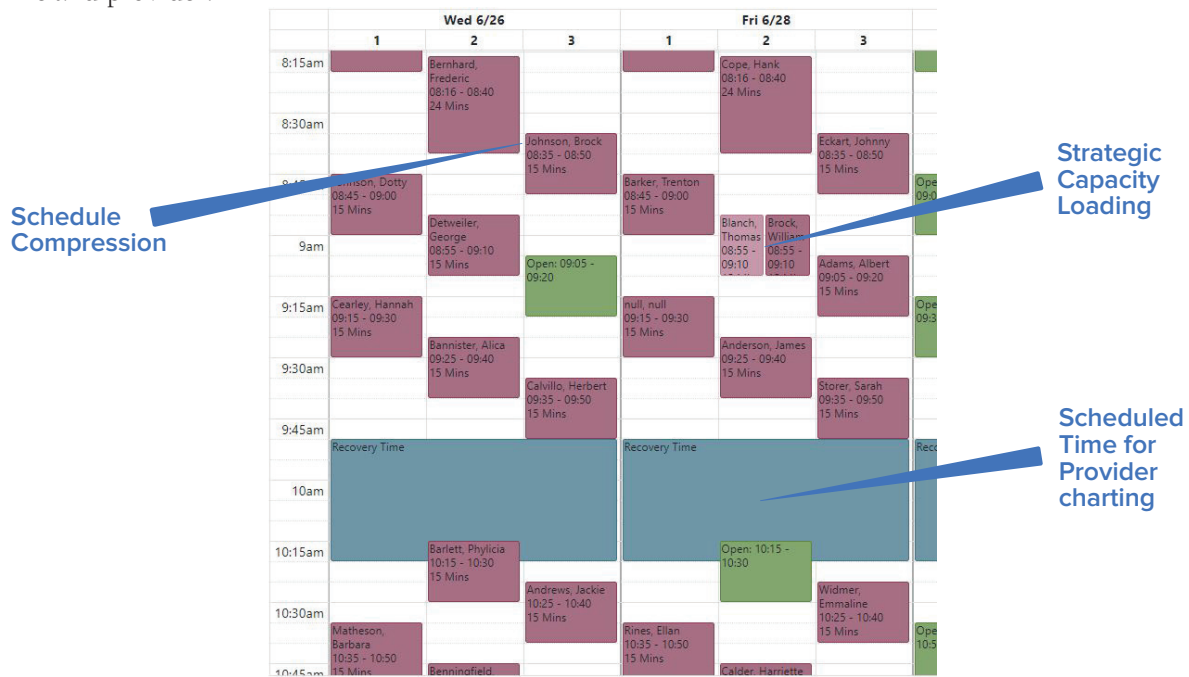 Wed 6/26
Fri 6/28
1
2
3
1
2
3
8:15am
8:30am
9am
9:15am
9:30am
9:45am
10am
10:15am
10:30am
10:45am
Bernhard,
Frederic
08:16 - 08:40
24 Mins
Johnson, Brock
08:35 - 08:50
15 Mins
Johnson, Dotty
08:45 - 09:00
15 Mins
Detweiler,
George
08:55 - 09:10
15 Mins
Open: 09:05 -
09:20
Cearley, Hannah
09:15 - 09:30
15 Mins
Bannister, Alica
09:25 - 09:40
15 Mins
Calvillo, Herbert
09:35 - 09:50
15 Mins
Recovery Time
Barlett, Phylicia
10:15 - 10:30
15 Mins
Andrews, Jackie
10:25 - 10:40
15 Mins
Matheson,
Barbara
10:35 - 10:50
15 Mins
Benningfield,
Cope, Hank
08:16 - 08:40
24 Mins
Eckart, Johnny
08:35 - 08:50
15 Mins
Barker, Trenton
08:45 - 09:00
15 Mins
Blanch,
Thomas
08:55 -
09:10
Brock,
William
08:55 -
09:10
Adams, Albert
09:05 - 09:20
15 Mins
null, null
09:15 - 09:30
15 Mins
Anderson, James
09:25 - 09:40
15 Mins
Storer, Sarah
09:35 - 09:50
15 Mins
Recovery Time
Open: 10:15 -
10:30
Widmer,
Emmaline
10:25 - 10:40
15 Mins
Rines, Ellan
10:35 - 10:50
15 Mins
Calder, Harriette
Schedule
Compression
Strategic
Capacity
Loading
Scheduled
Time for
Provider
charting